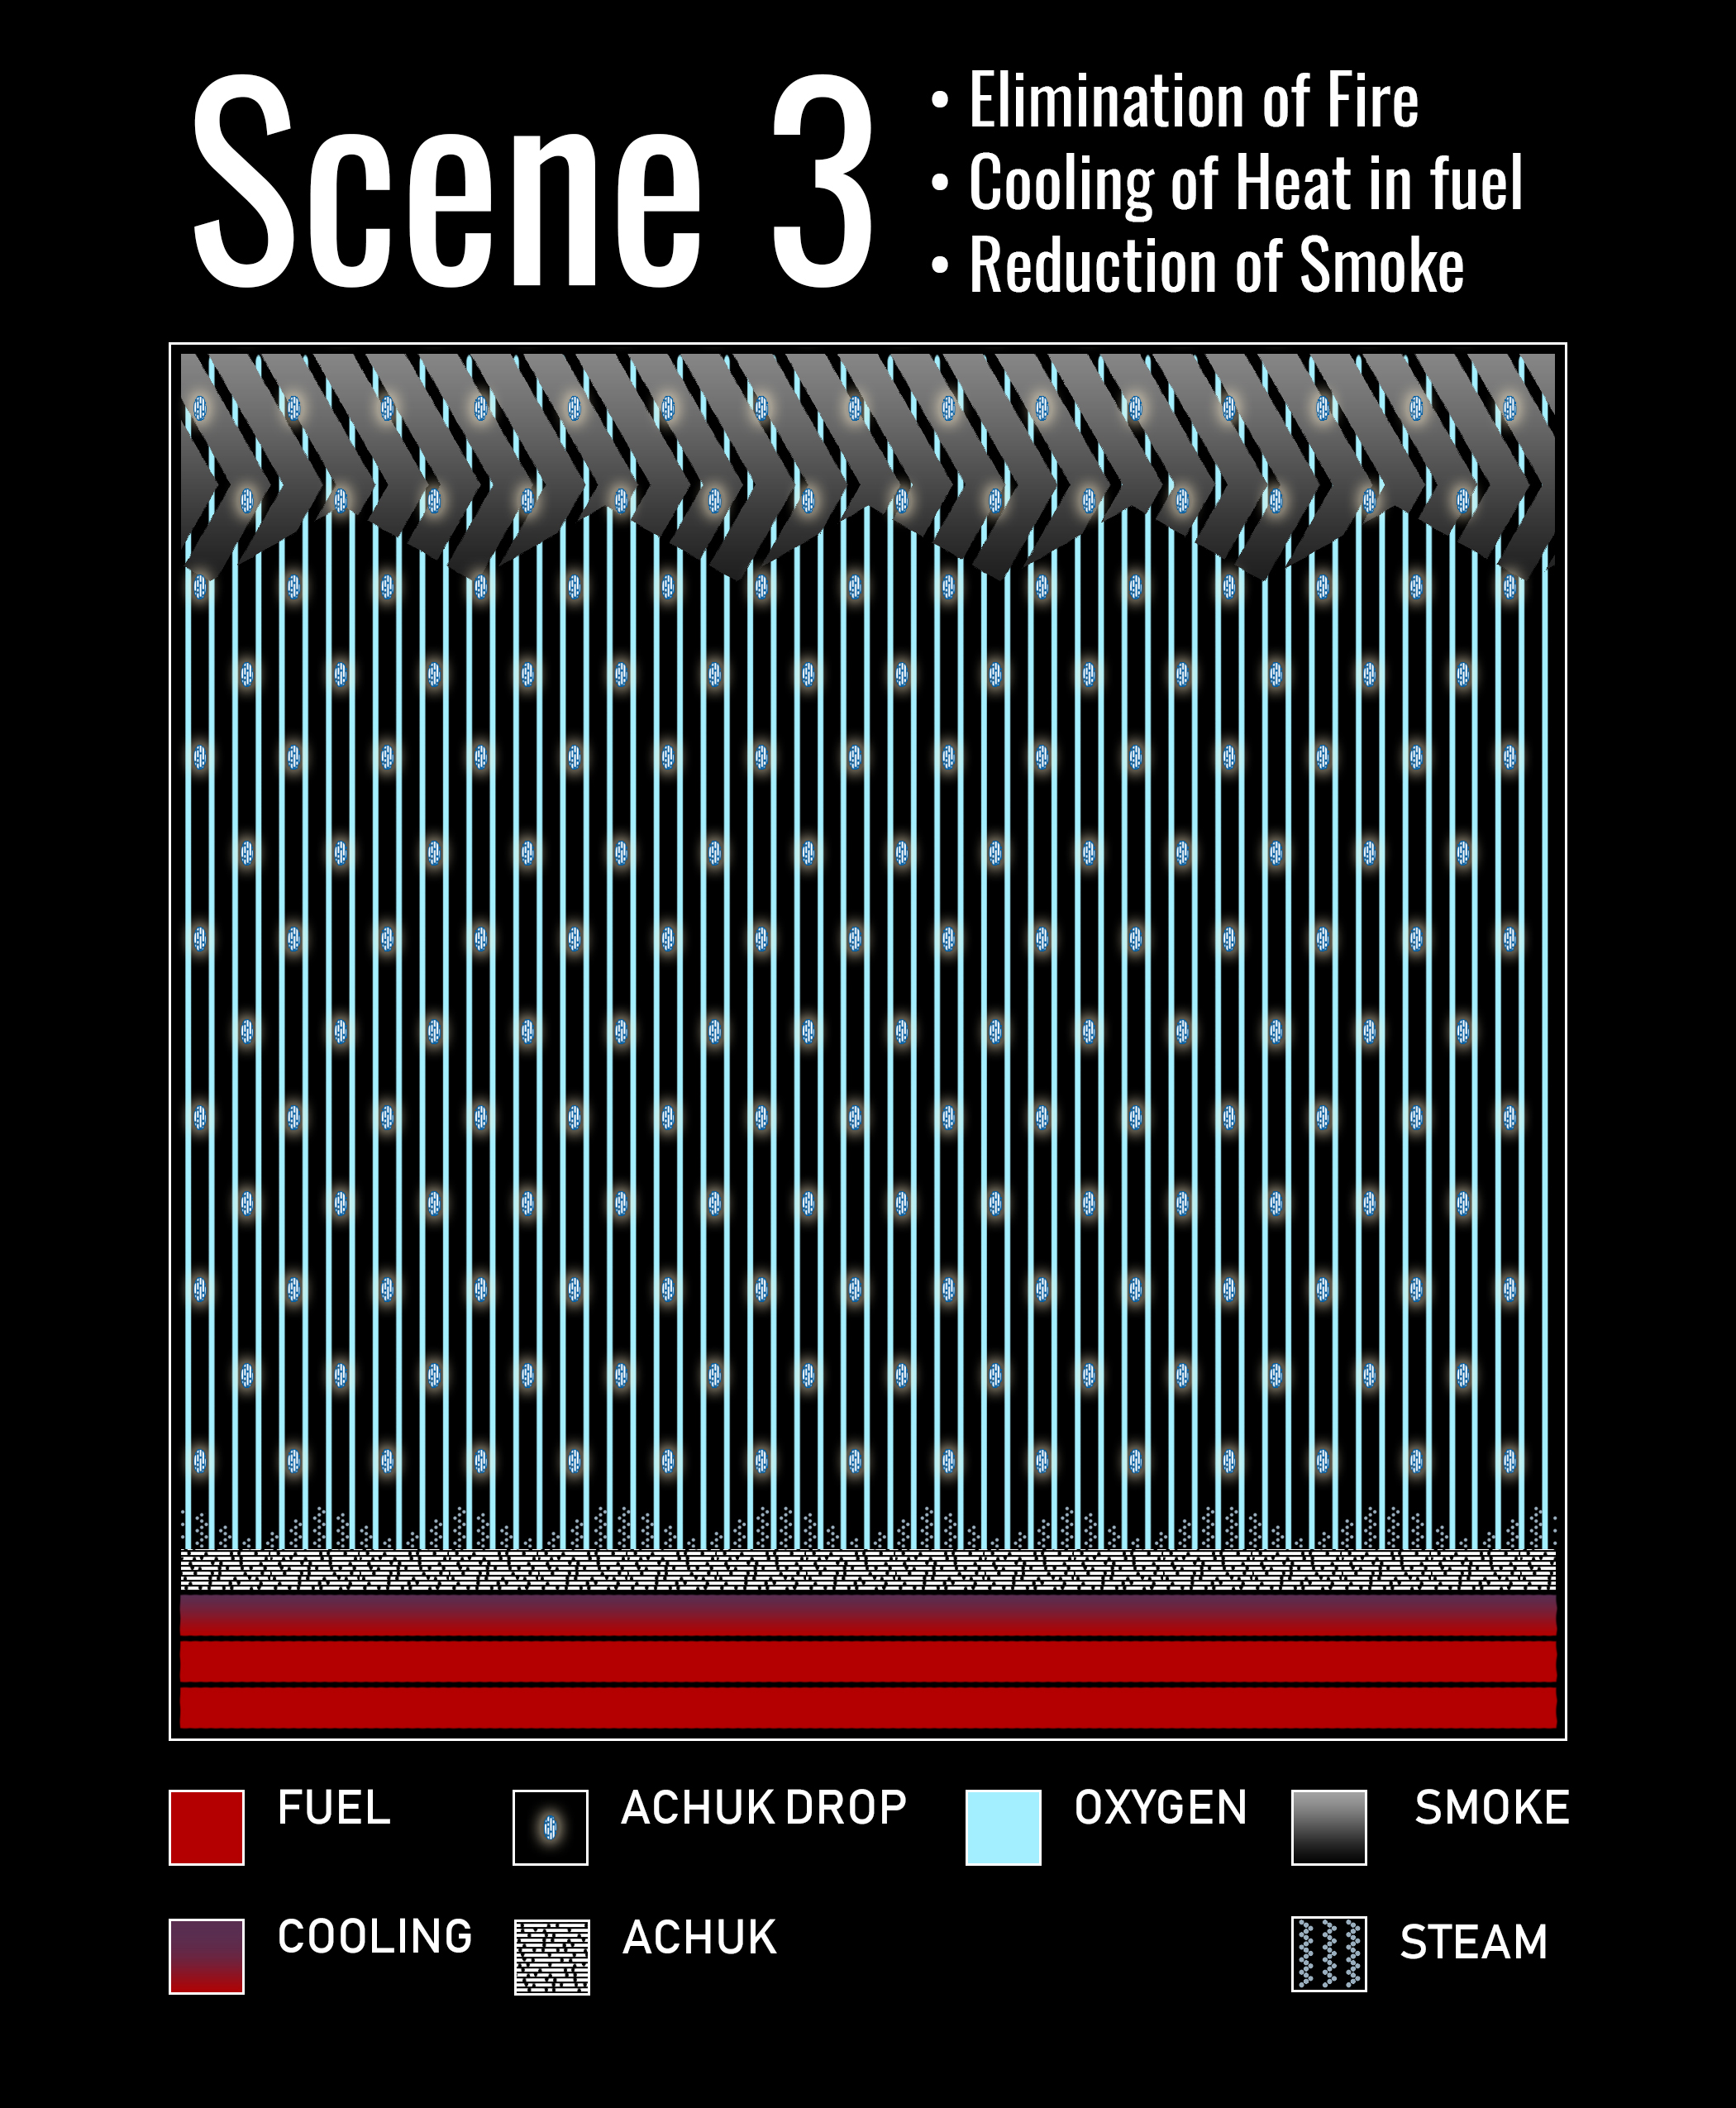 Scene 3
• Elimination of Fire
• Cooling of Heat in fuel
• Reduction of Smoke
FUEL
ACHUK DROP
OXYGEN
SMOKE
COOLING
ACHUK
STEAM